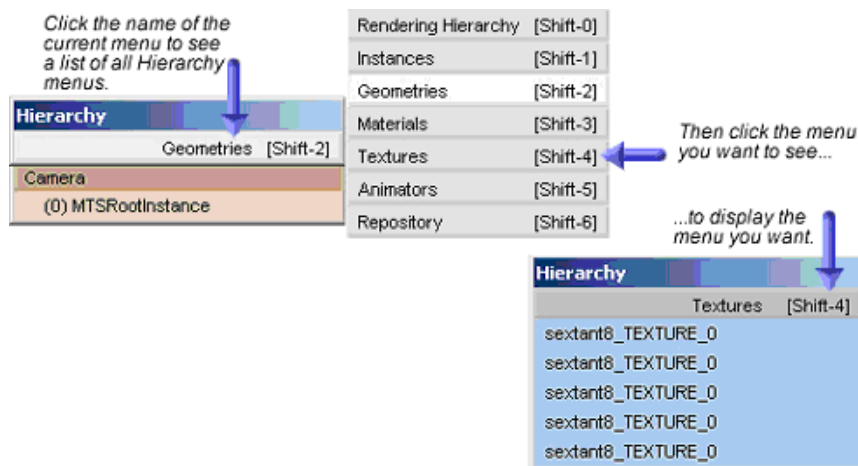 Click the name of the
current menu to see
a list of all Hierarchy
menus.
Hierarchy
Geometries [Shift-2]
Camera
(0) MTSRootInstance
Rendering Hierarchy [Shift-0]
Instances [Shift-1]
Geometries [Shift-2]
Materials [Shift-3]
Textures [Shift-4]
Animators [Shift-5]
Repository [Shift-6]
Then click the menu
you want to see...
...to display the
menu you want.
Hierarchy
Textures [Shift-4]
sextant8_TEXTURE_0
sextant8_TEXTURE_0
sextant8_TEXTURE_0
sextant8_TEXTURE_0
sextant8_TEXTURE_0